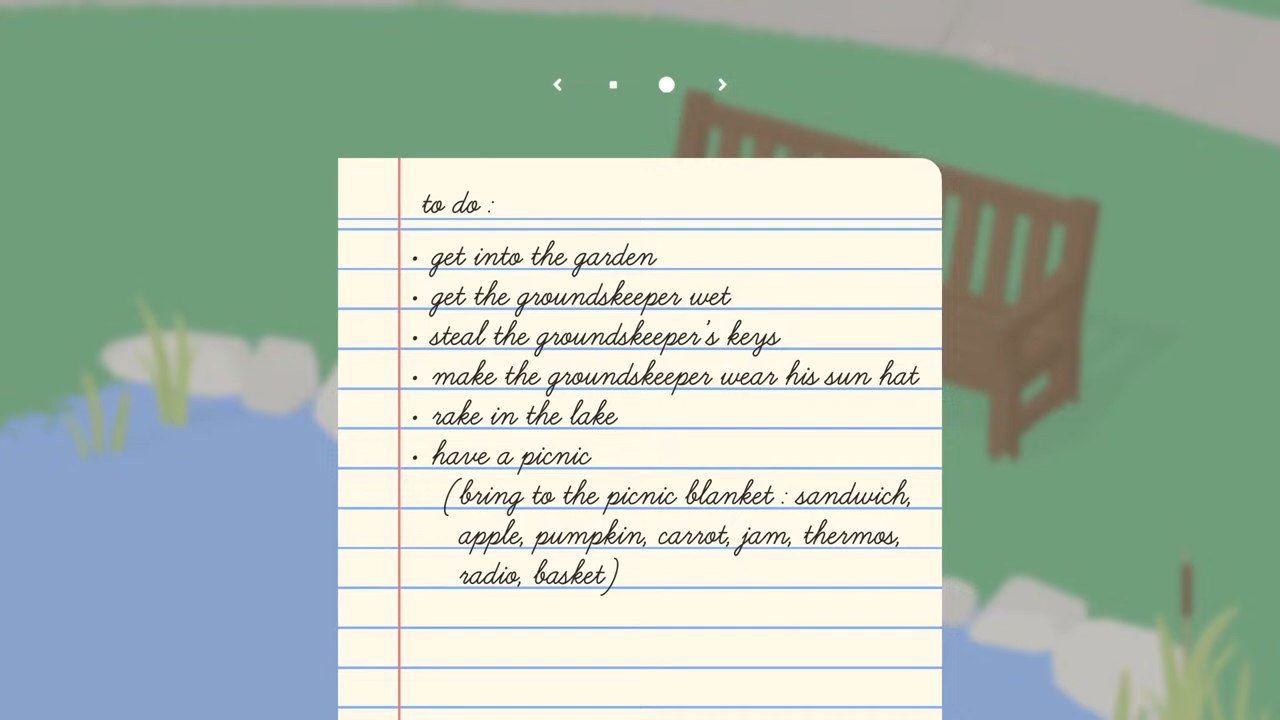 to do :
• get into the garden
• get the groundskeeper wet
• steal the groundskeeper's keys
• make the groundskeeper wear his sun hat
• rake in the lake
• have a picnic
(bring to the picnic blanket : sandwich,
apple, pumpkin, carrot, jam, thermos,
radio, basket)